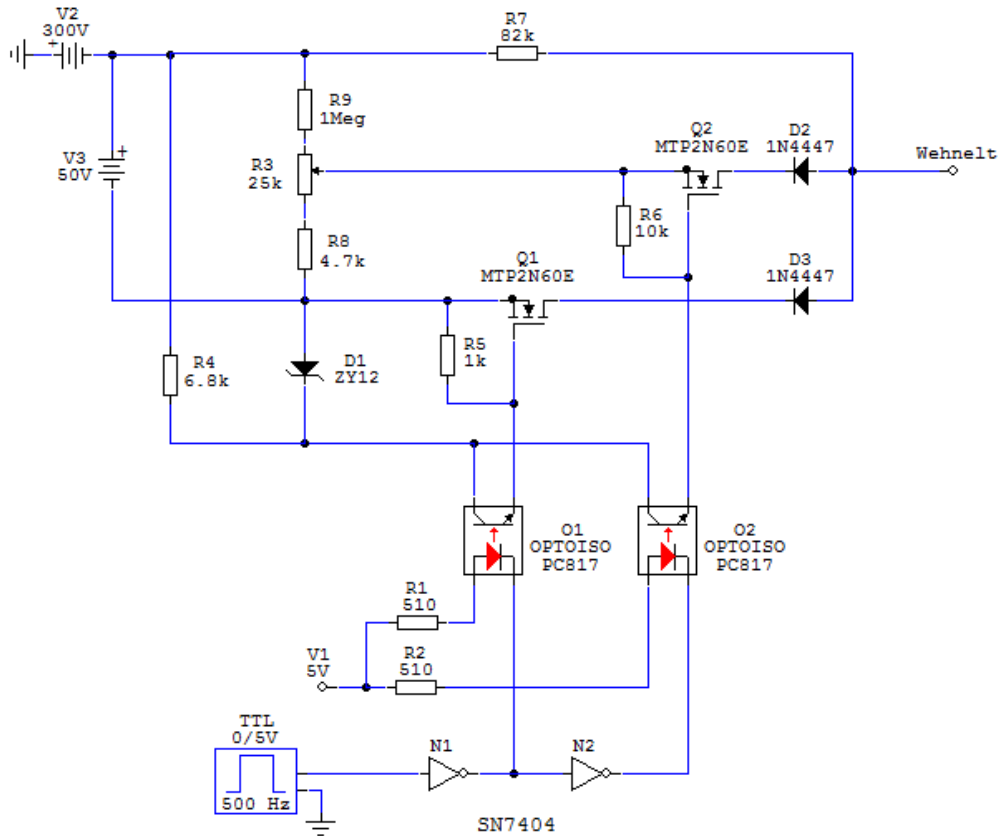 V2
300V
+
R7
82k
R9
1Meg
V3
50V
+
R3
25k
Q2
MTP2N60E
D2
1N4447
Wehnelt
R6
10k
R8
4.7k
Q1
MTP2N60E
D3
1N4447
R4
6.8k
D1
ZY12
R5
1k
O1
OPTOISO
PC817
O2
OPTOISO
PC817
R1
510
V1
5V
R2
510
TTL
0/5V
500 Hz
N1
N2
SN7404